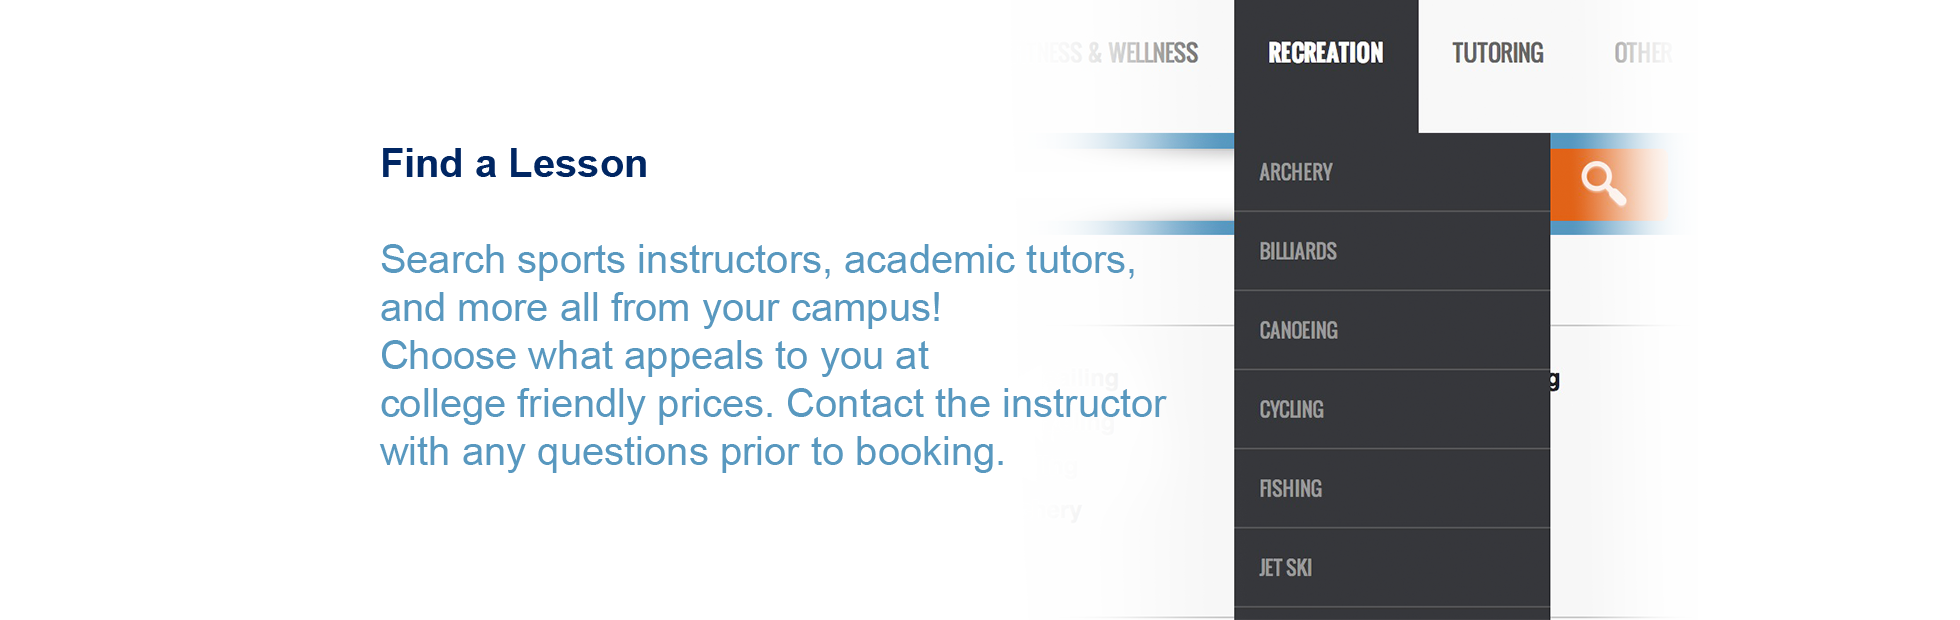 NESS & WELLNESS
RECREATION
TUTORING
OTHER
Find a Lesson
Search sports instructors, academic tutors,
and more all from your campus!
Choose what appeals to you at
college friendly prices. Contact the instructor
with any questions prior to booking.
ARCHERY
BILLIARDS
CANOEING
CYCLING
FISHING
JET SKI
g